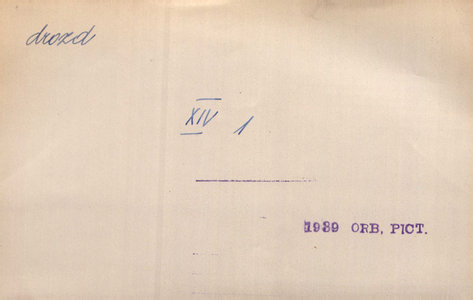 drozd
XIV 1
1939 ORB, PICT.